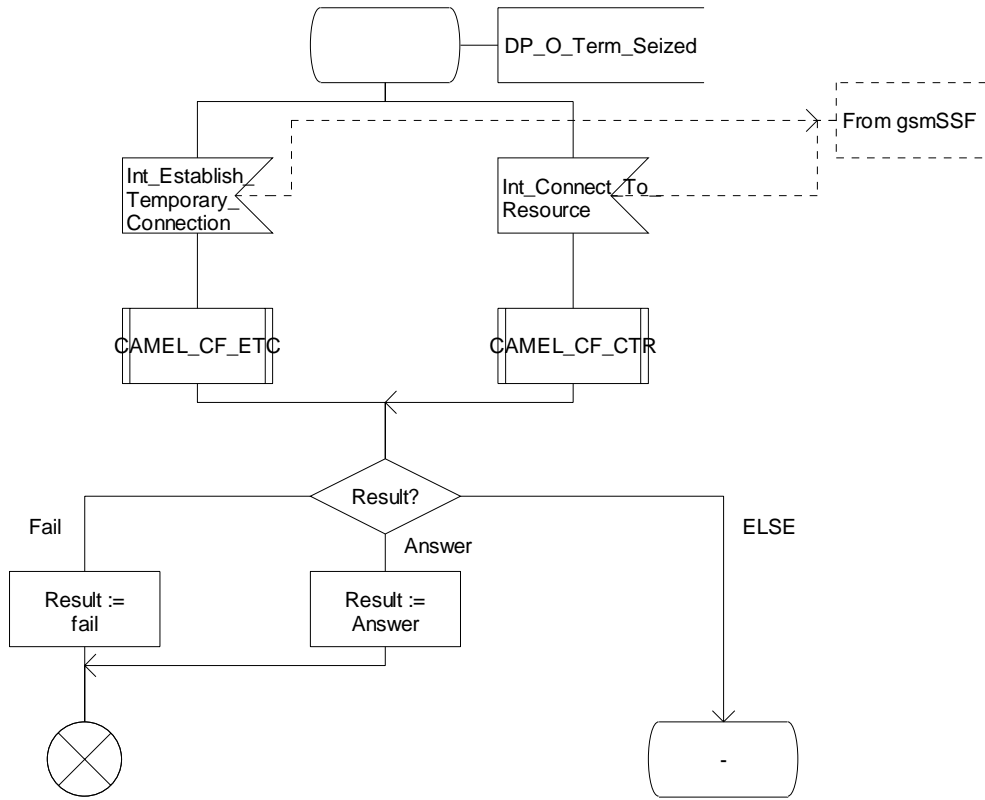 DP_O_Term_Seized
From gsmSSF
Int_Establish_
Temporary_
Connection
Int_Connect_To_
Resource
CAMEL_CF_ETC
CAMEL_CF_CTR
Result?
Fail
Answer
ELSE
Result :=
fail
Result :=
Answer
-